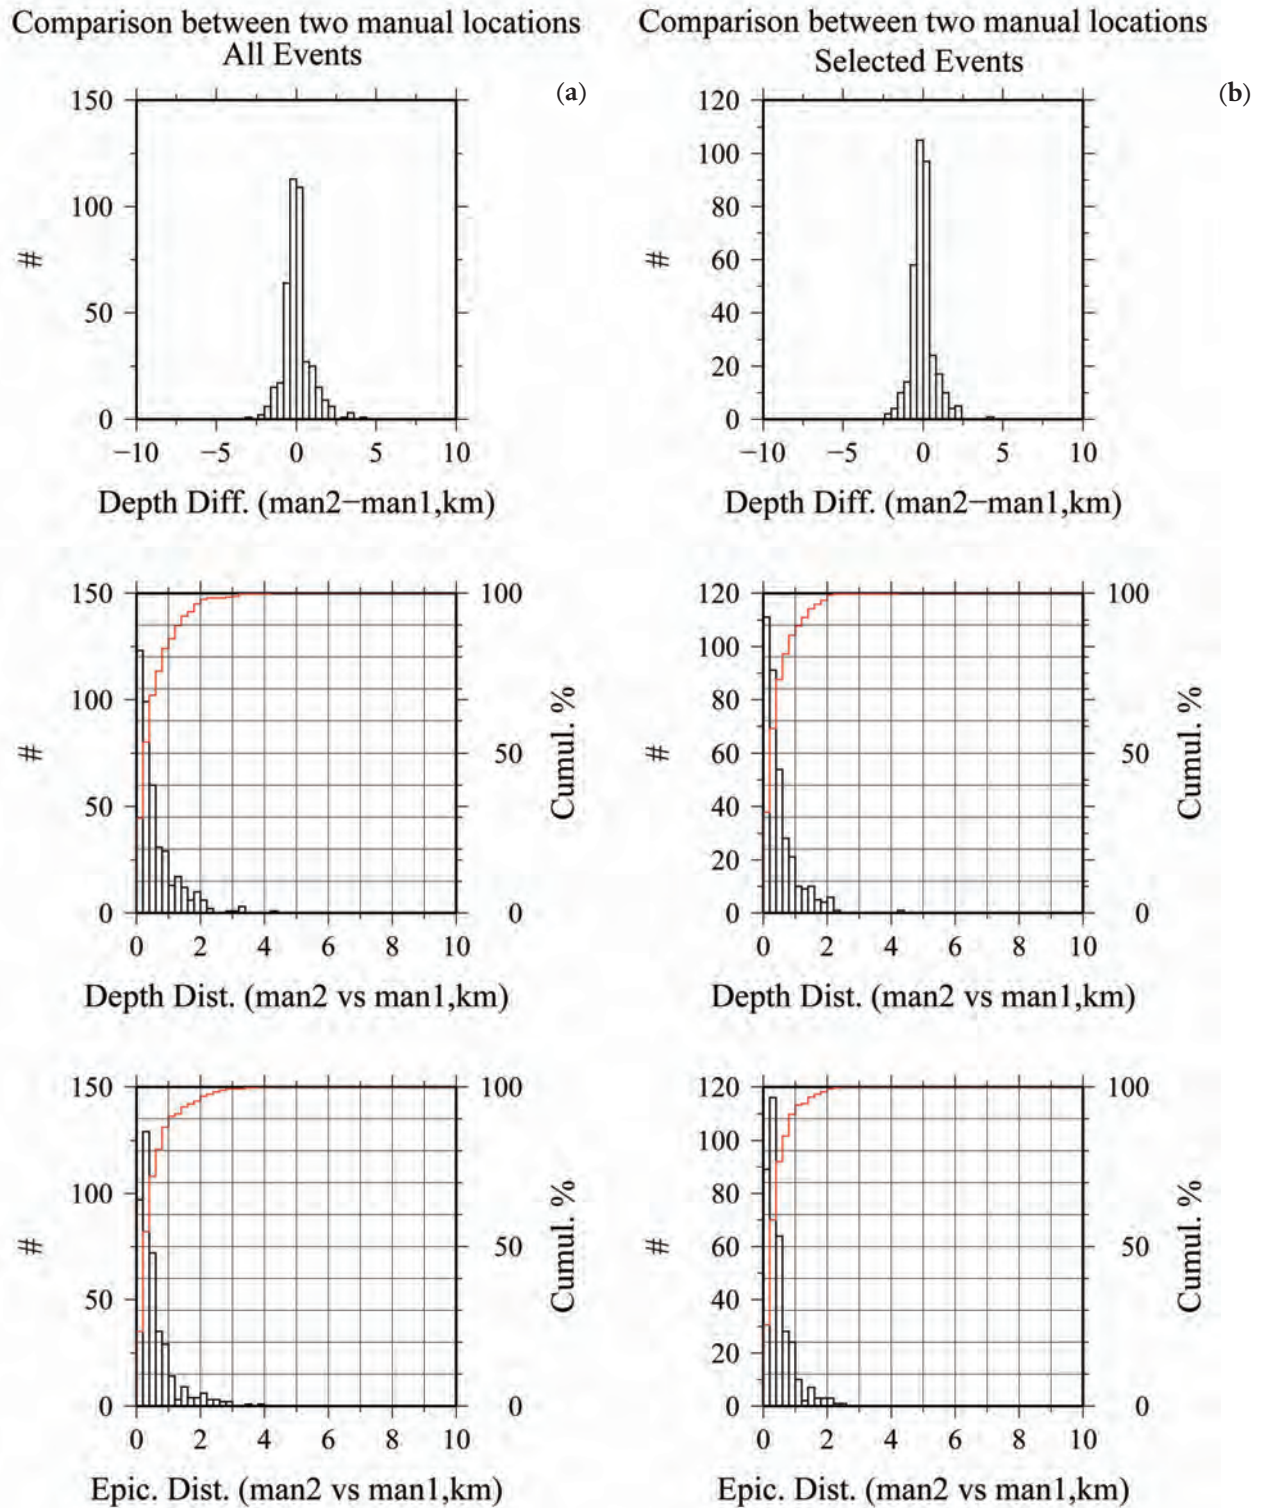 Comparison between two manual locations
All Events
(a)
150
100
50
0
#
−10 −5 0 5 10
Depth Diff. (man2−man1,km)
150
100
50
0
#
100
50
0
Cumul. %
0 2 4 6 8 10
Depth Dist. (man2 vs man1,km)
150
100
50
0
#
100
50
0
Cumul. %
0 2 4 6 8 10
Epic. Dist. (man2 vs man1,km)
Comparison between two manual locations
Selected Events
(b)
120
100
80
60
40
20
0
#
−10 −5 0 5 10
Depth Diff. (man2−man1,km)
120
100
80
60
40
20
0
#
100
50
0
Cumul. %
0 2 4 6 8 10
Depth Dist. (man2 vs man1,km)
120
100
80
60
40
20
0
#
100
50
0
Cumul. %
0 2 4 6 8 10
Epic. Dist. (man2 vs man1,km)